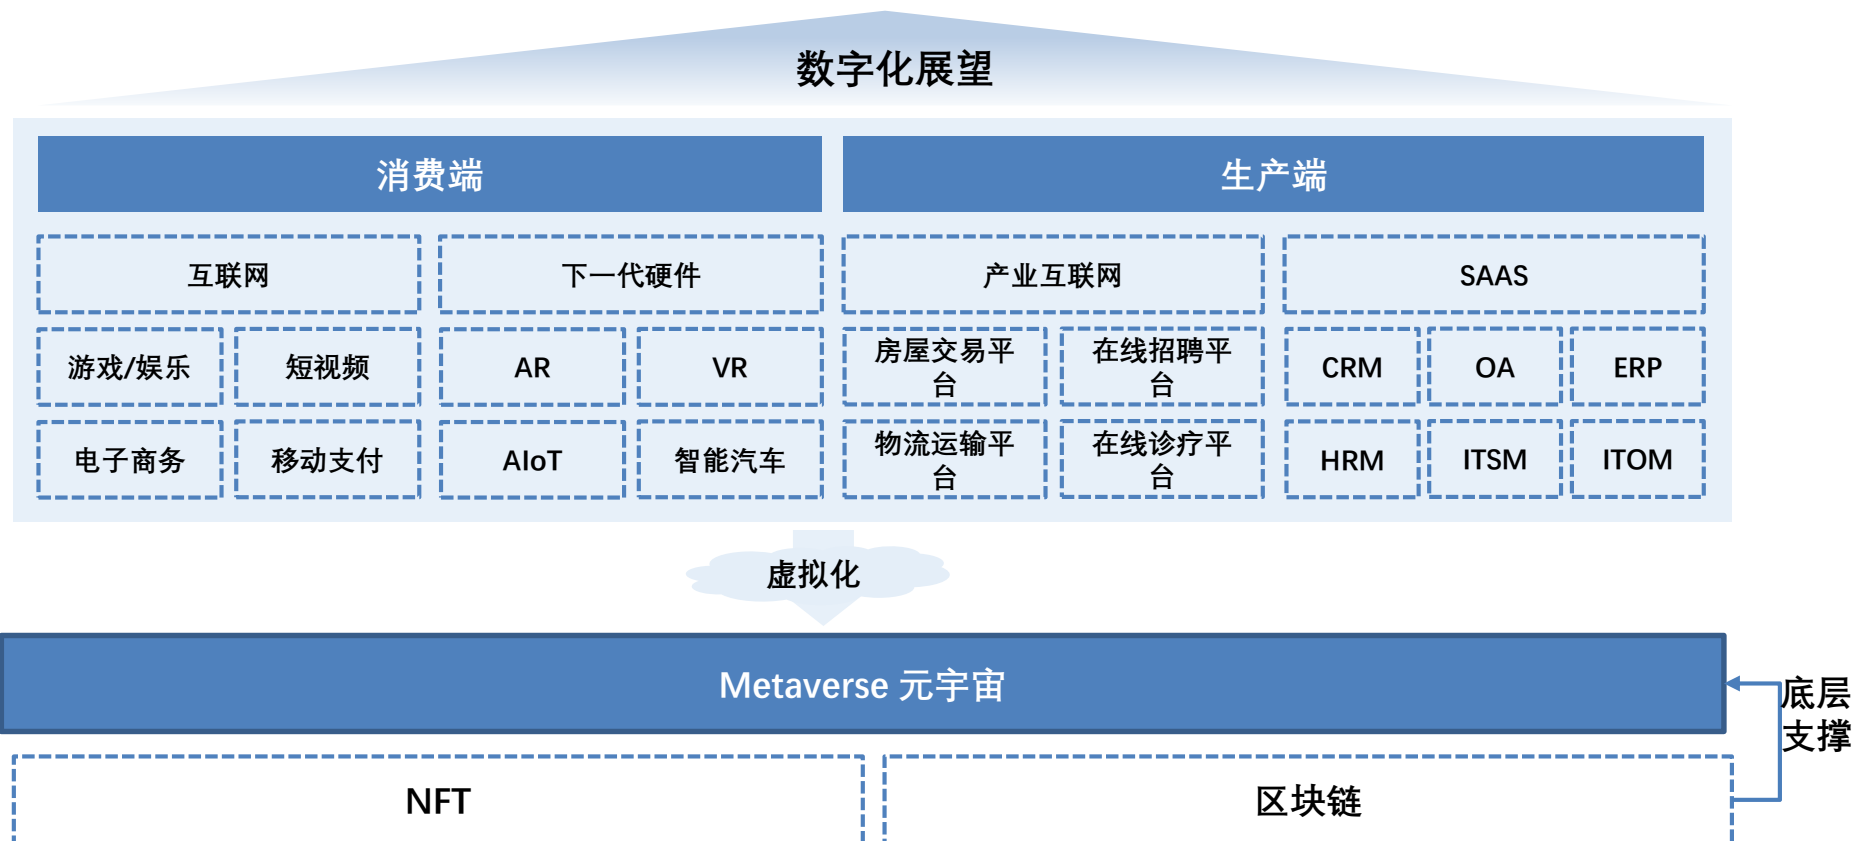 数字化展望
消费端
生产端
互联网
下一代硬件
产业互联网
SAAS
游戏/娱乐
短视频
AR
VR
房屋交易平
台
在线招聘平
台
CRM
OA
ERP
电子商务
移动支付
AIoT
智能汽车
物流运输平
台
在线诊疗平
台
HRM
ITSM
ITOM
虚拟化
Metaverse 元宇宙
底层
支撑
NFT
区块链